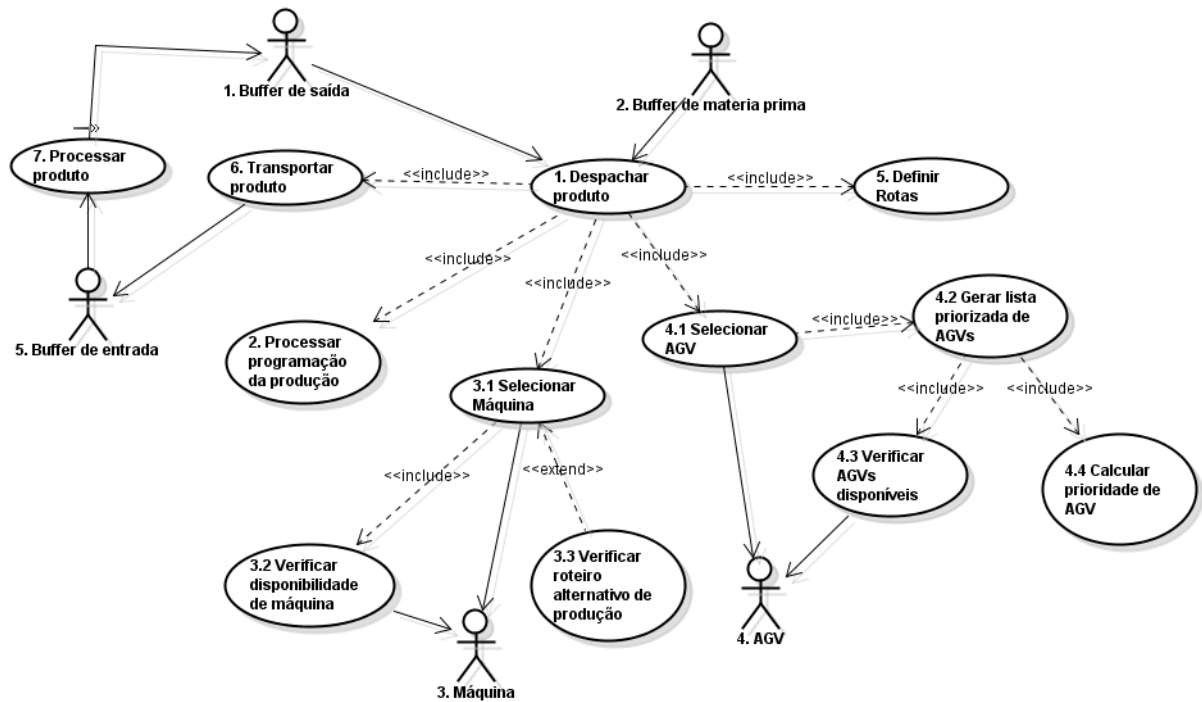 1. Buffer de saída
2. Buffer de materia prima
7. Processar
produto
6. Transportar
produto
<<include>>
1. Despachar
produto
<<include>>
5. Definir
Rotas
<<include>>
<<include>>
<<include>>
5. Buffer de entrada
2. Processar
programação
da produção
4.1 Selecionar
AGV
<<include>>
4.2 Gerar lista
priorizada de
AGVs
3.1 Selecionar
Máquina
<<include>>
<<include>>
<<include>>
<<extend>>
4.3 Verificar
AGVs
disponíveis
4.4 Calcular
prioridade de
AGV
3.2 Verificar
disponibilidade
de máquina
3.3 Verificar
roteiro
alternativo de
produção
4. AGV
3. Máquina